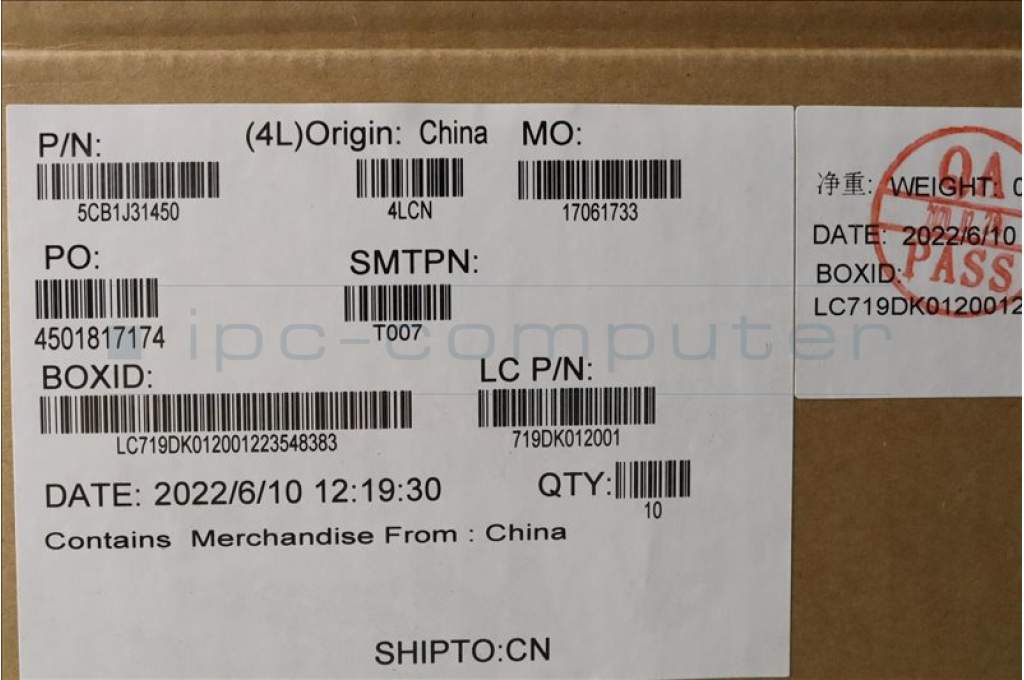 P/N:
(4L)Origin: China
MO:
5CB1J31450
4LCN
17061733
PO:
SMTPN:
4501817174
T007
BOXID:
LC P/N:
LC719DK012001223548383
719DK012001
DATE: 2022/6/10 12:19:30
QTY:
10
Contains Merchandise From : China
SHIPTO:CN
净重: WEIGHT: 0
DATE: 2022/6/10
BOXID:
LC719DK0120012
QA
PASS
ipc-computer